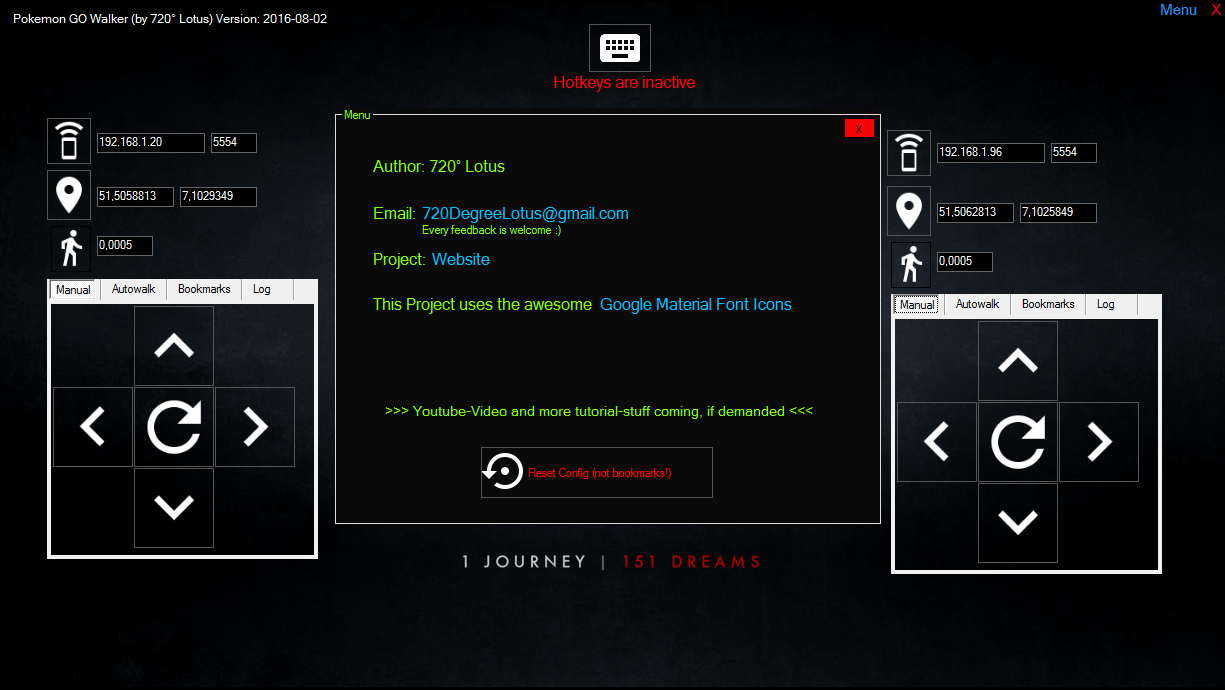 Pokemon GO Walker (by 720° Lotus) Version: 2016-08-02
Menu X
Hotkeys are inactive
192.168.1.20 5554
51,5058813 7,1029349
0,0005
Manual Autowalk Bookmarks Log
Menu
X
Author: 720° Lotus
Email: 720DegreeLotus@gmail.com
Every feedback is welcome :)
Project: Website
This Project uses the awesome Google Material Font Icons
>>> Youtube-Video and more tutorial-stuff coming, if demanded <<<
Reset Config (not bookmarks!)
192.168.1.96 5554
51,5062813 7,1025849
0,0005
Manual Autowalk Bookmarks Log
1 JOURNEY | 151 DREAMS